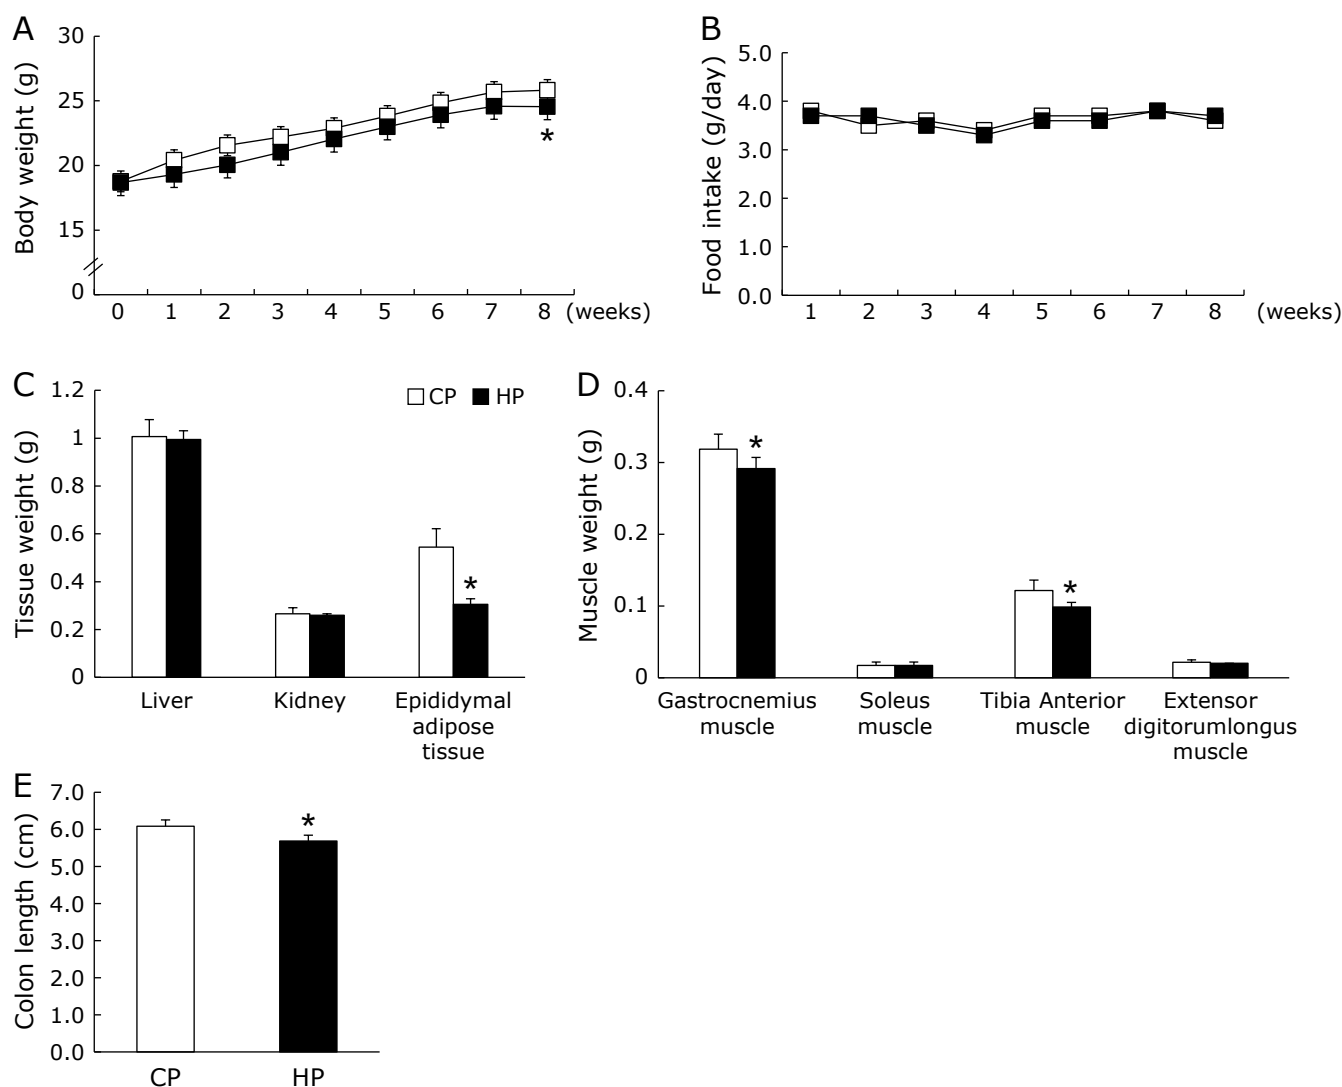 A
30
25
20
15
0
Body weight (g)
0 1 2 3 4 5 6 7 8 (weeks)
*
B
5.0
4.0
3.0
2.0
1.0
0.0
Food intake (g/day)
1 2 3 4 5 6 7 8 (weeks)
C
1.2
1
0.8
0.6
0.4
0.2
0
Tissue weight (g)
CP HP
*
Liver Kidney Epididymal
adipose
tissue
D
0.4
0.3
0.2
0.1
0
Muscle weight (g)
* *
Gastrocnemius Soleus Tibia Anterior Extensor
muscle muscle muscle digitorumlongus
muscle
E
7.0
6.0
5.0
4.0
3.0
2.0
1.0
0.0
Colon length (cm)
*
CP HP